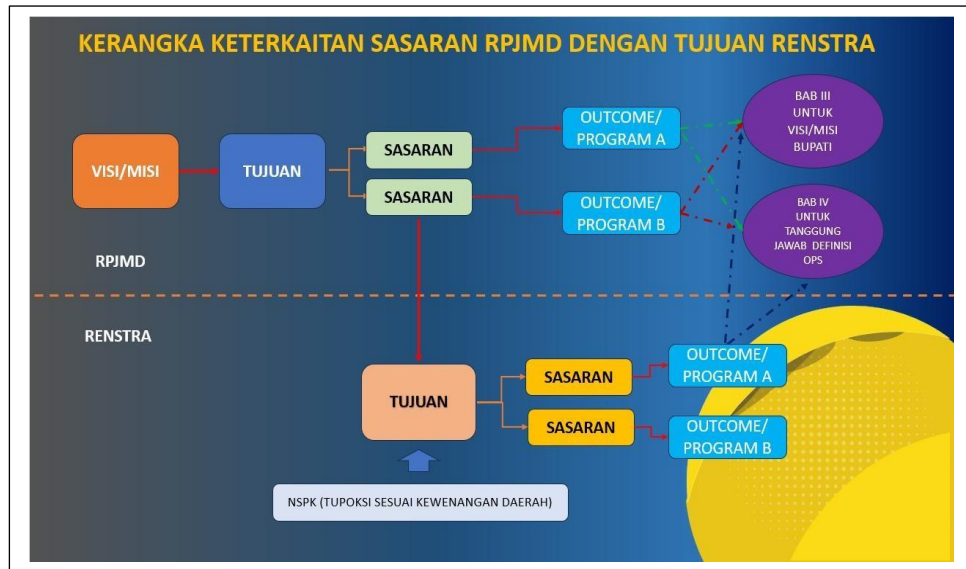 KERANGKA KETERKAITAN SASARAN RPJMD DENGAN TUJUAN RENSTRA
VISI/MISI
TUJUAN
SASARAN
SASARAN
OUTCOME/
PROGRAM A
OUTCOME/
PROGRAM B
BAB III
UNTUK
VISI/MISI
BUPATI
BAB IV
UNTUK
TANGGUNG
JAWAB DEFINISI
OPS
RPJMD
RENSTRA
TUJUAN
SASARAN
SASARAN
OUTCOME/
PROGRAM A
OUTCOME/
PROGRAM B
NSPK (TUPOKSI SESUAI KEWENANGAN DAERAH)